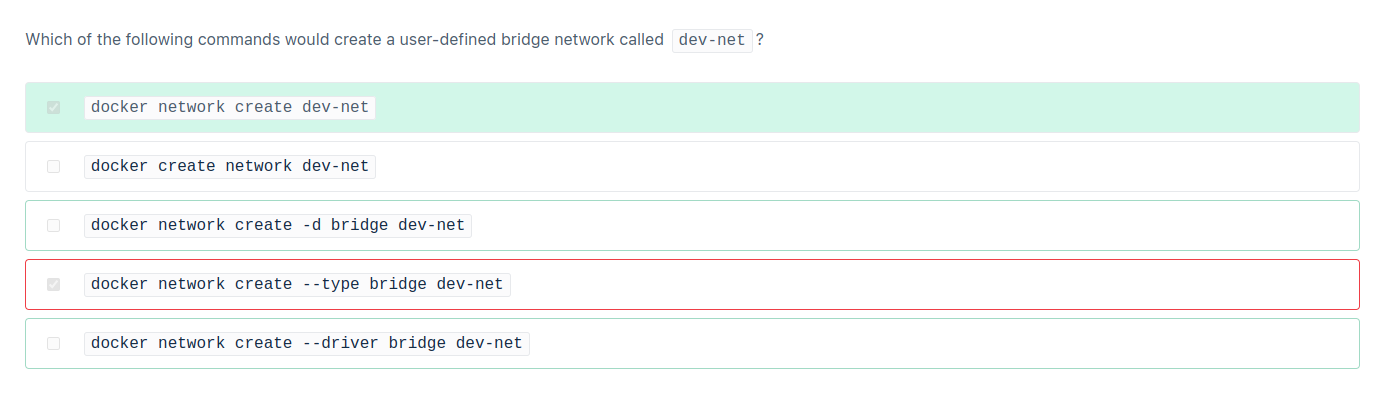 Which of the following commands would create a user-defined bridge network called dev-net ?
docker network create dev-net
docker create network dev-net
docker network create -d bridge dev-net
docker network create --type bridge dev-net
docker network create --driver bridge dev-net